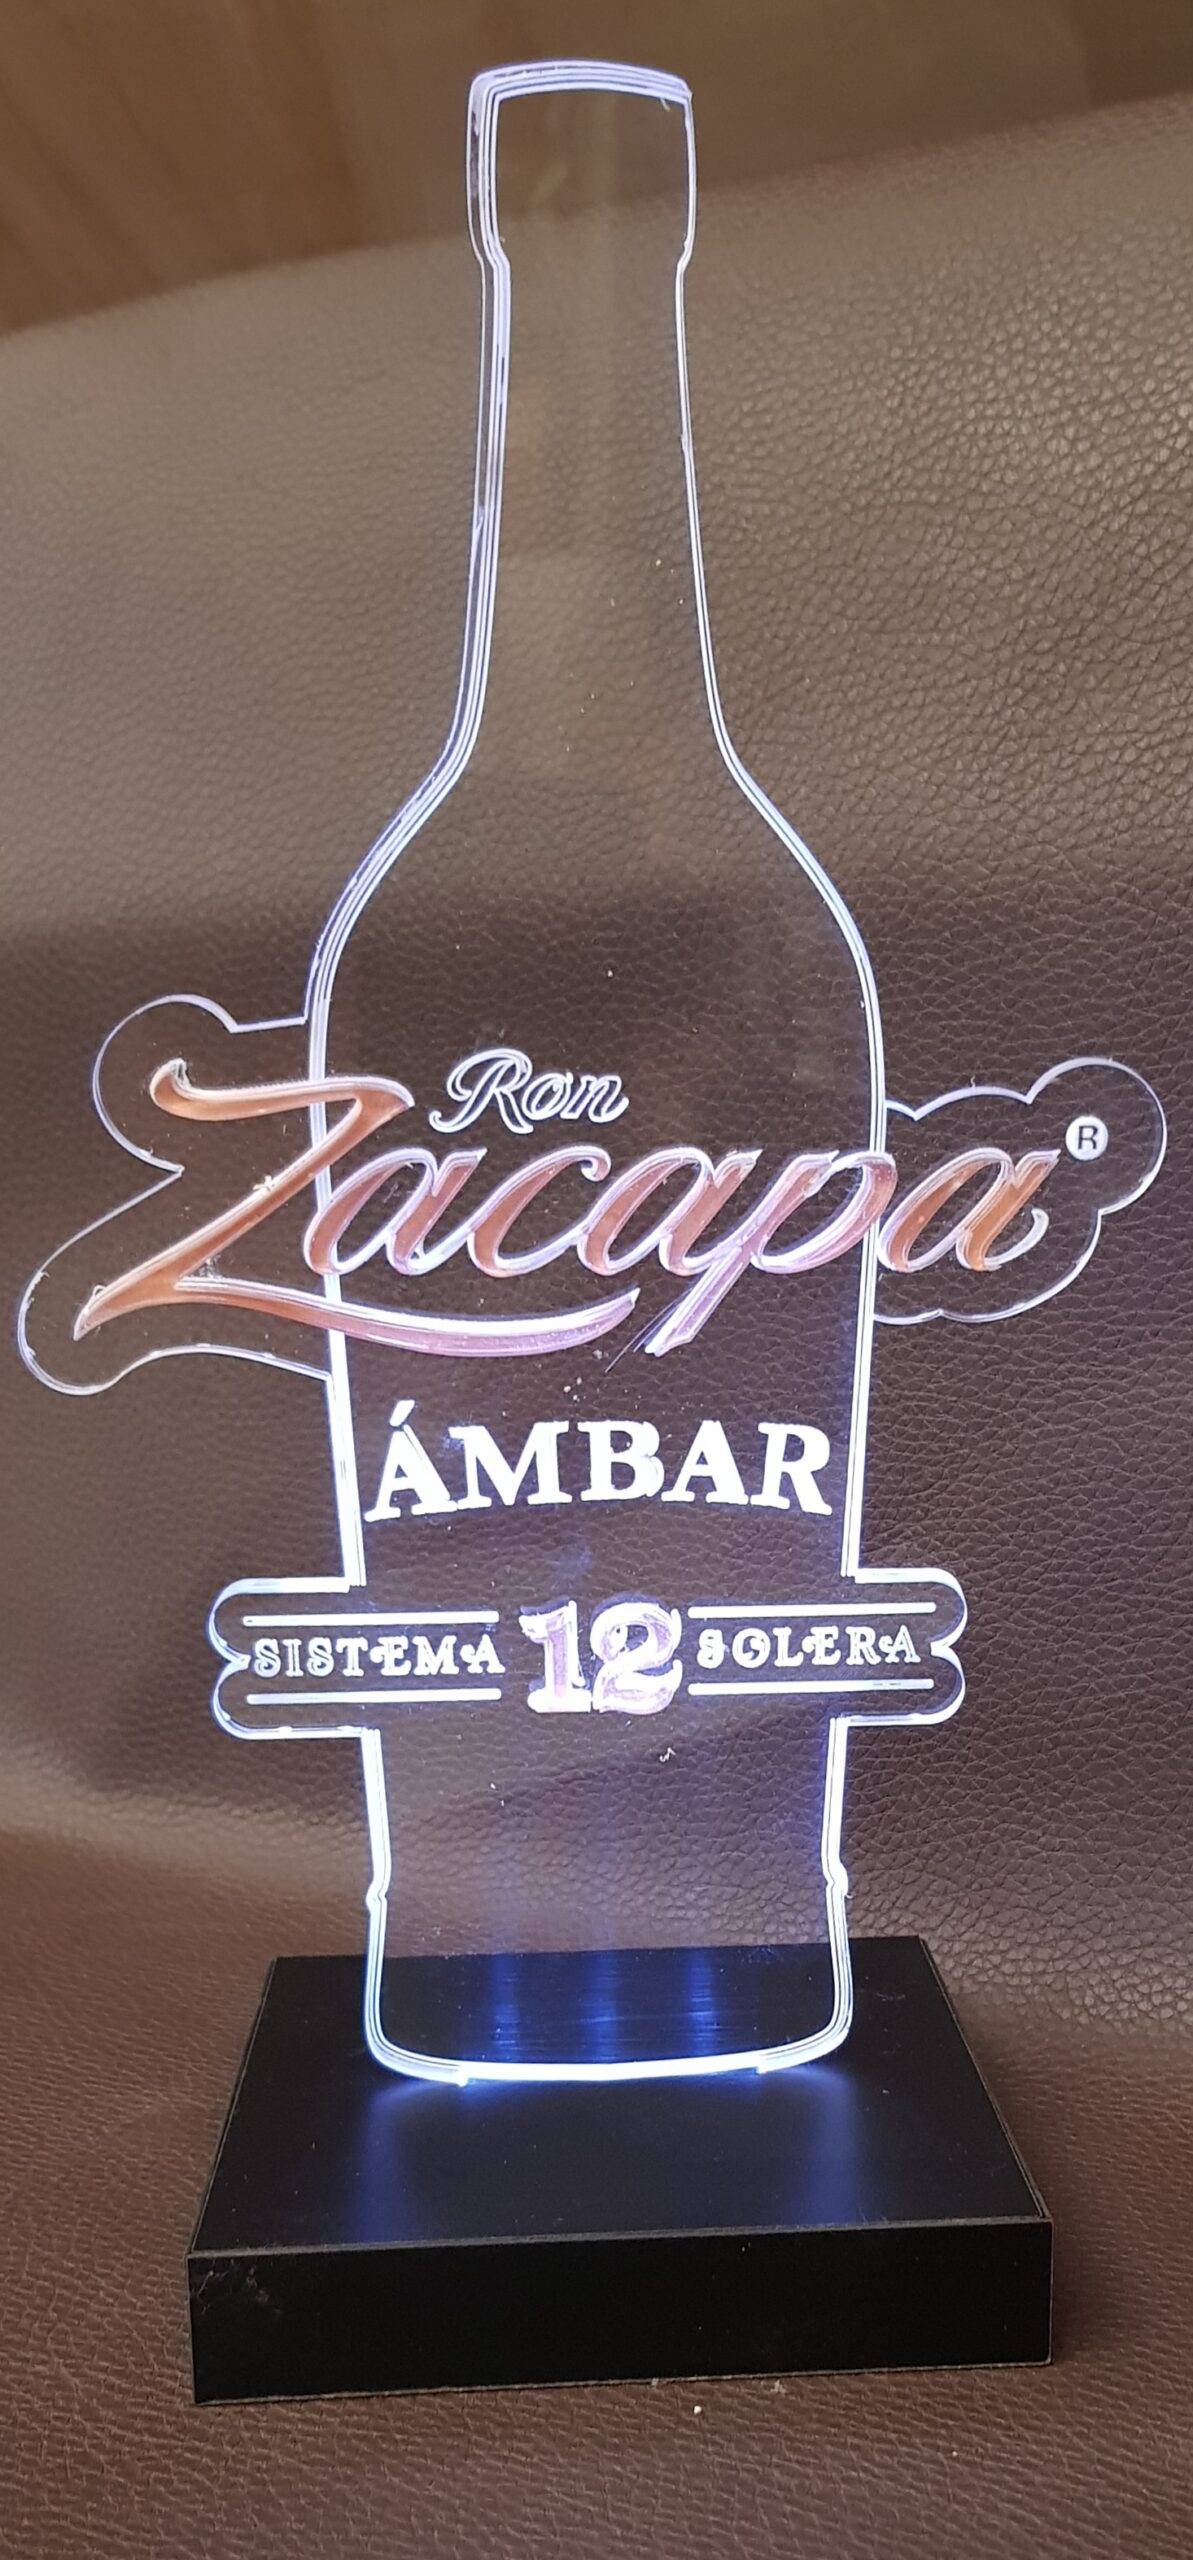 Ron
Zacapa ®
ÁMBAR
SISTEMA 12 SOLERA